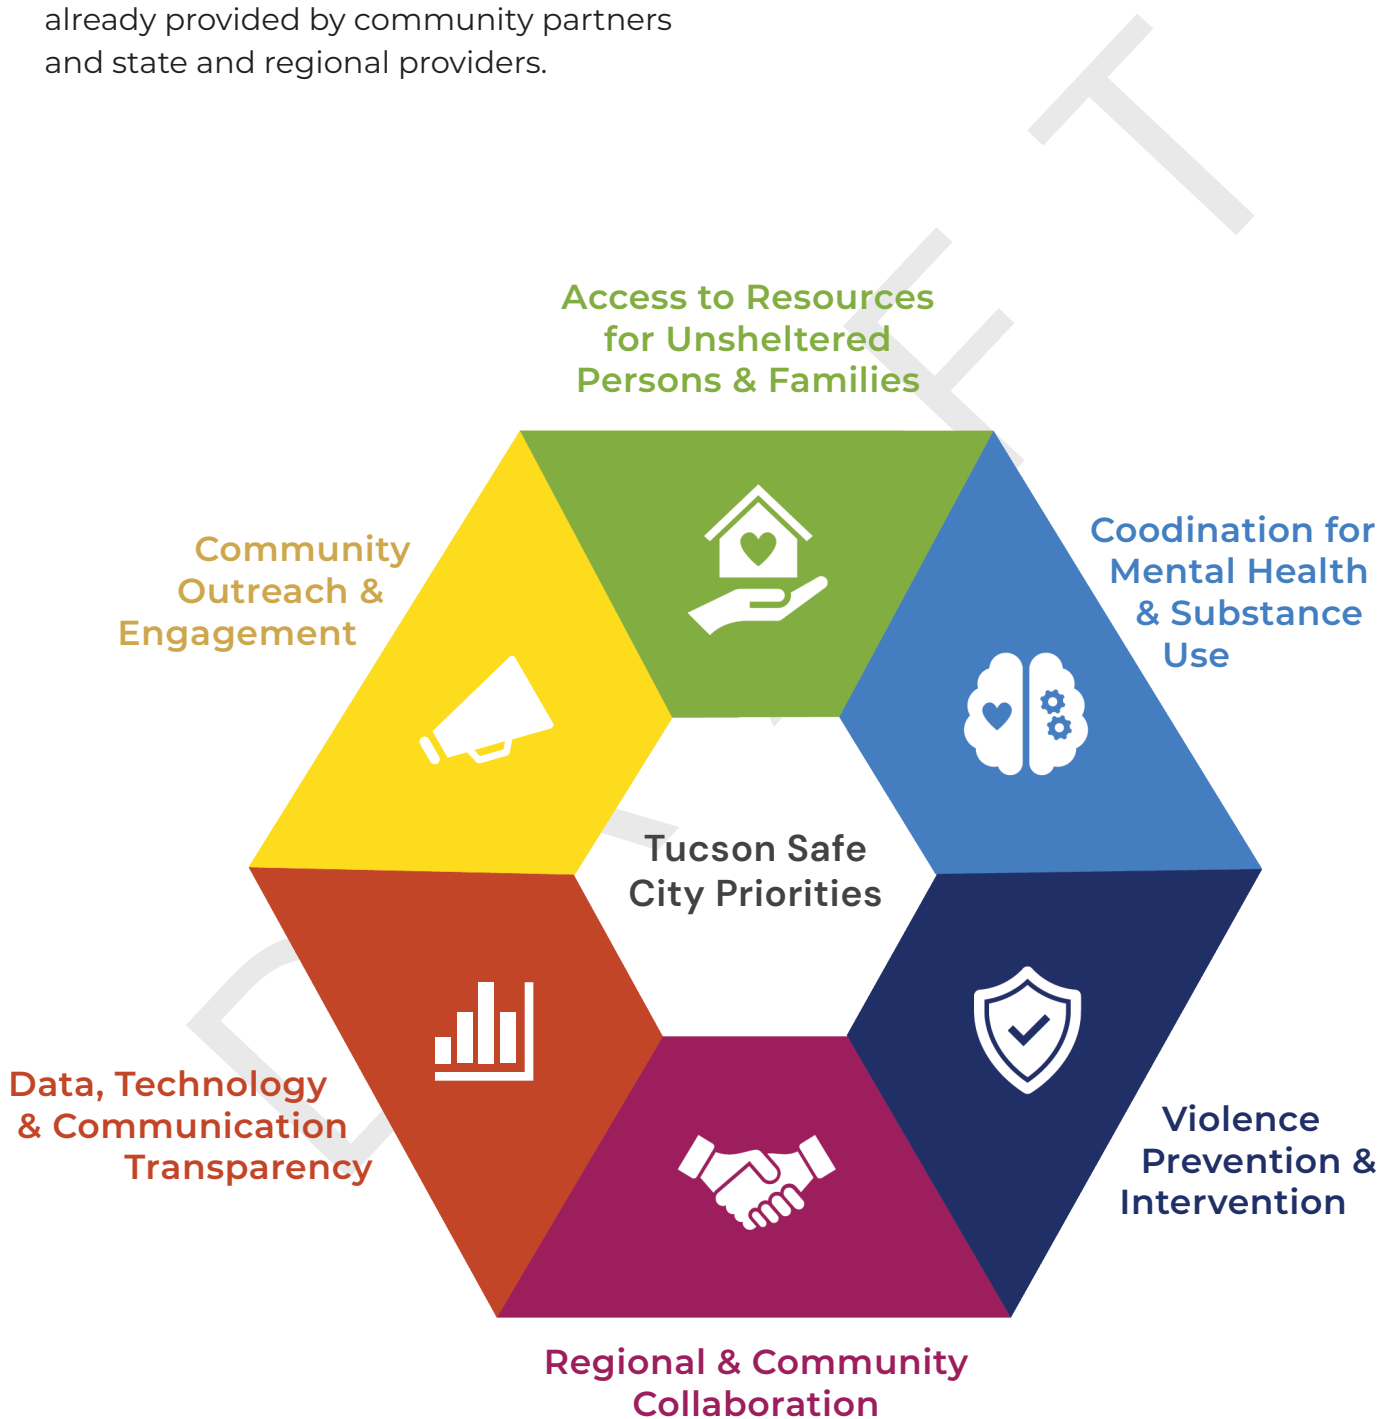 already provided by community partners
and state and regional providers.
Access to Resources
for Unsheltered
Persons & Families
Coodination for
Mental Health
& Substance
Use
Community
Outreach &
Engagement
Tucson Safe
City Priorities
Data, Technology
& Communication
Transparency
Violence
Prevention &
Intervention
Regional & Community
Collaboration
DRAFT